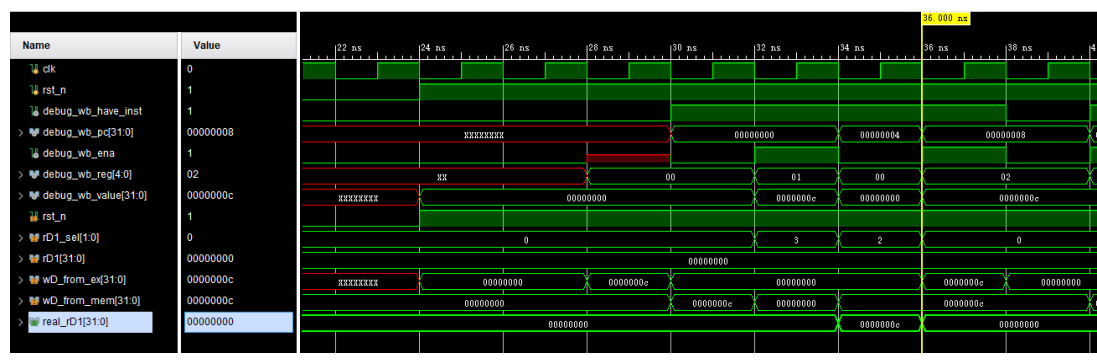 36.000 ns
Name Value 22 ns 24 ns 26 ns 28 ns 30 ns 32 ns 34 ns 36 ns 38 ns 4
clk 0
rst_n 1
debug_wb_have_inst 1
debug_wb_pc[31:0] 00000008 XXXXXXXX 00000000 00000004 00000008
debug_wb_ena 1
debug_wb_reg[4:0] 02 XX 00 01 00 02
debug_wb_value[31:0] 0000000c XXXXXXXX 00000000 0000000c 00000000 0000000c
rst_n 1
rD1_sel[1:0] 0 0 3 2 0
rD1[31:0] 00000000 00000000
wD_from_ex[31:0] 0000000c XXXXXXXX 00000000 0000000c 00000000 0000000c 00000000
wD_from_mem[31:0] 0000000c 00000000 0000000c 00000000 0000000c
real_rD1[31:0] 00000000 00000000 0000000c 00000000